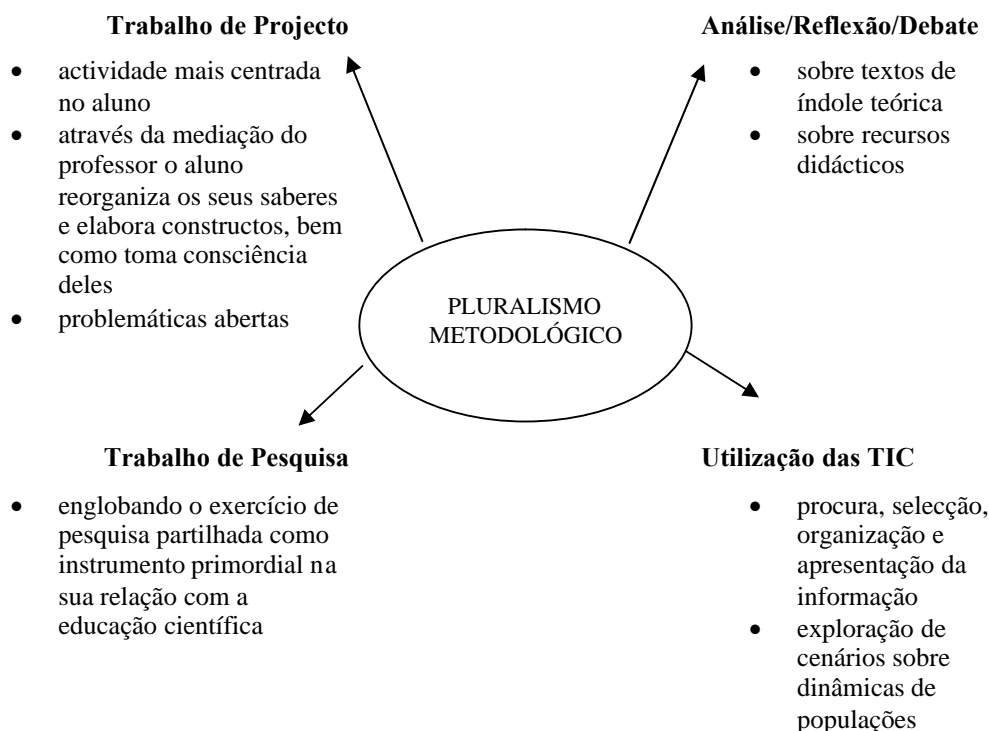 Trabalho de Projecto
• actividade mais centrada
no aluno
• através da mediação do
professor o aluno
reorganiza os seus saberes
e elabora constructos, bem
como toma consciência
deles
• problemáticas abertas
Análise/Reflexão/Debate
• sobre textos de
índole teórica
• sobre recursos
didácticos
PLURALISMO
METODOLÓGICO
Trabalho de Pesquisa
• englobando o exercício de
pesquisa partilhada como
instrumento primordial na
sua relação com a
educação científica
Utilização das TIC
• procura, selecção,
organização e
apresentação da
informação
• exploração de
cenários sobre
dinâmicas de
populações